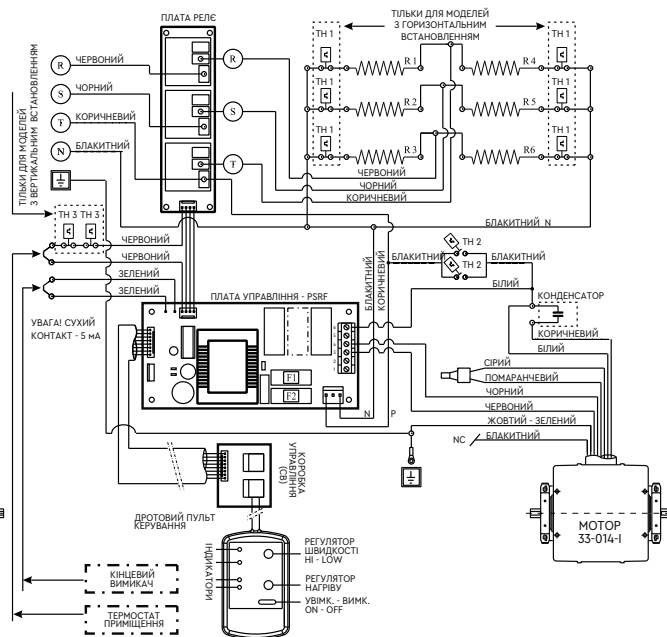 ПЛАТА РЕЛЄ
ТІЛЬКИ ДЛЯ МОДЕЛЕЙ
З ГОРИЗОНТАЛЬНИМ
ВСТАНОВЛЕННЯМ
TH 1
TH 1
R
ЧЕРВОНИЙ
R
R 1
R 4
S
ЧОРНИЙ
S
TH 1
TH 1
R 2
R 5
T
КОРИЧНЕВИЙ
T
TH 1
TH 1
R 3
R6
N
БЛАКИТНИЙ
ТІЛЬКИ ДЛЯ МОДЕЛЕЙ
З ВЕРТИКАЛЬНИМ ВСТАНОВЛЕННЯМ
ЧЕРВОНИЙ
ЧОРНИЙ
КОРИЧНЕВИЙ
БЛАКИТНИЙ N
TH 3 TH 3
ЧЕРВОНИЙ
ЧЕРВОНИЙ
ЗЕЛЕНИЙ
ЗЕЛЕНИЙ
БЛАКИТНИЙ
КОРИЧНЕВИЙ
БЛАКИТНИЙ
TH 2
TH 2
БЛАКИТНИЙ
БІЛИЙ
КОНДЕНСАТОР
КОРИЧНЕВИЙ
БІЛИЙ
УВАГА! СУХИЙ
КОНТАКТ - 5 мА
ПЛАТА УПРАВЛІННЯ - PSRF
F1
F2
N
P
СІРИЙ
ПОМАРАНЧЕВИЙ
ЧОРНИЙ
ЧЕРВОНИЙ
ЖОВТИЙ - ЗЕЛЕНИЙ
NC
БЛАКИТНИЙ
КОРОБКА
УПРАВЛІННЯ
(CB)
ДРОТОВИЙ ПУЛЬТ
КЕРУВАННЯ
МОТОР
33-014-I
ІНДИКАТОРИ
РЕГУЛЯТОР
ШВИДКОСТІ
HI - LOW
РЕГУЛЯТОР
НАГРІВУ
УВІМК. - ВИМК.
ON - OFF
КІНЦЕВИЙ
ВИМИКАЧ
ТЕРМОСТАТ
ПРИМІЩЕННЯ